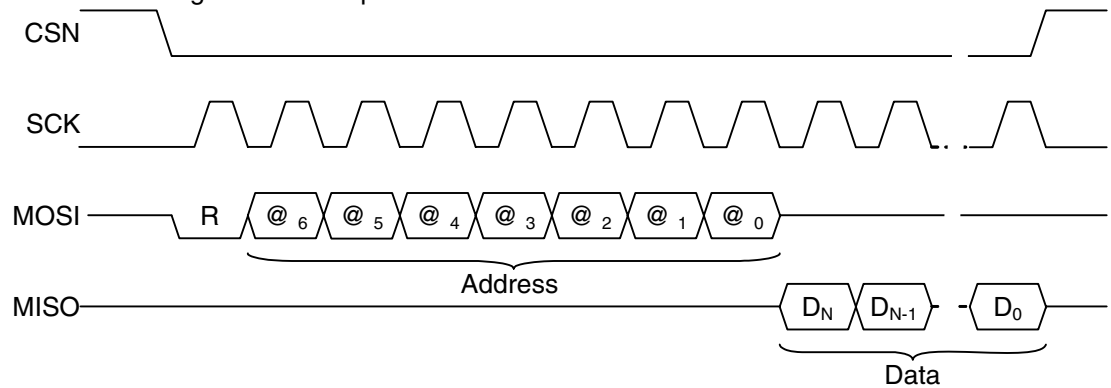 CSN
SCK
MOSI R @ 6 @ 5 @ 4 @ 3 @ 2 @ 1 @ 0
Address
MISO DN DN-1 D0
Data